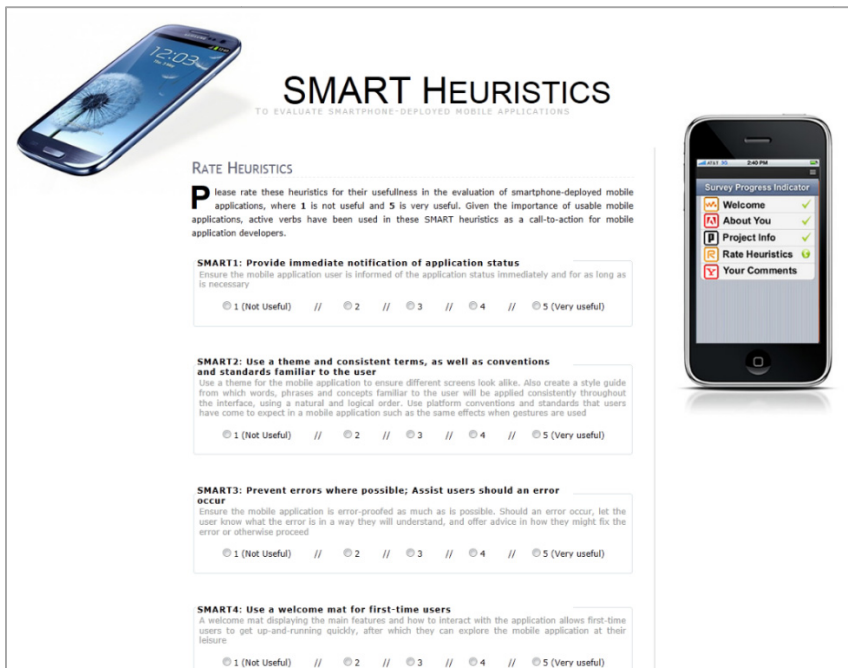 12:03
SMART HEURISTICS
TO EVALUATE SMARTPHONE-DEPLOYED MOBILE APPLICATIONS
RATE HEURISTICS
Please rate these heuristics for their usefullness in the evaluation of smartphone-deployed mobile
applications, where 1 is not useful and 5 is very useful. Given the importance of usable mobile
applications, active verbs have been used in these SMART heuristics as a call-to-action for mobile
application developers.
SMART1: Provide immediate notification of application status
Ensure the mobile application user is informed of the application status immediately and for as long as
is necessary
1 (Not Useful) // 2 // 3 // 4 // 5 (Very useful)
SMART2: Use a theme and consistent terms, as well as conventions
and standards familiar to the user
Use a theme for the mobile application to ensure different screens look alike. Also create a style guide
from which words, phrases and concepts familiar to the user will be applied consistently throughout
the interface, using a natural and logical order. Use platform conventions and standards that users
have come to expect in a mobile application such as the same effects when gestures are used
1 (Not Useful) // 2 // 3 // 4 // 5 (Very useful)
SMART3: Prevent errors where possible; Assist users should an error
occur
Ensure the mobile application is error-proofed as much as is possible. Should an error occur, let the
user know what the error is in a way they will understand, and offer advice in how they might fix the
error or otherwise proceed
1 (Not Useful) // 2 // 3 // 4 // 5 (Very useful)
SMART4: Use a welcome mat for first-time users
A welcome mat displaying the main features and how to interact with the application allows first-time
users to get up-and-running quickly, after which they can explore the mobile application at their
leisure
1 (Not Useful) // 2 // 3 // 4 // 5 (Very useful)
AT&T 3G 2:40 PM
Survey Progress Indicator
Welcome
About You
Project Info
Rate Heuristics
Your Comments